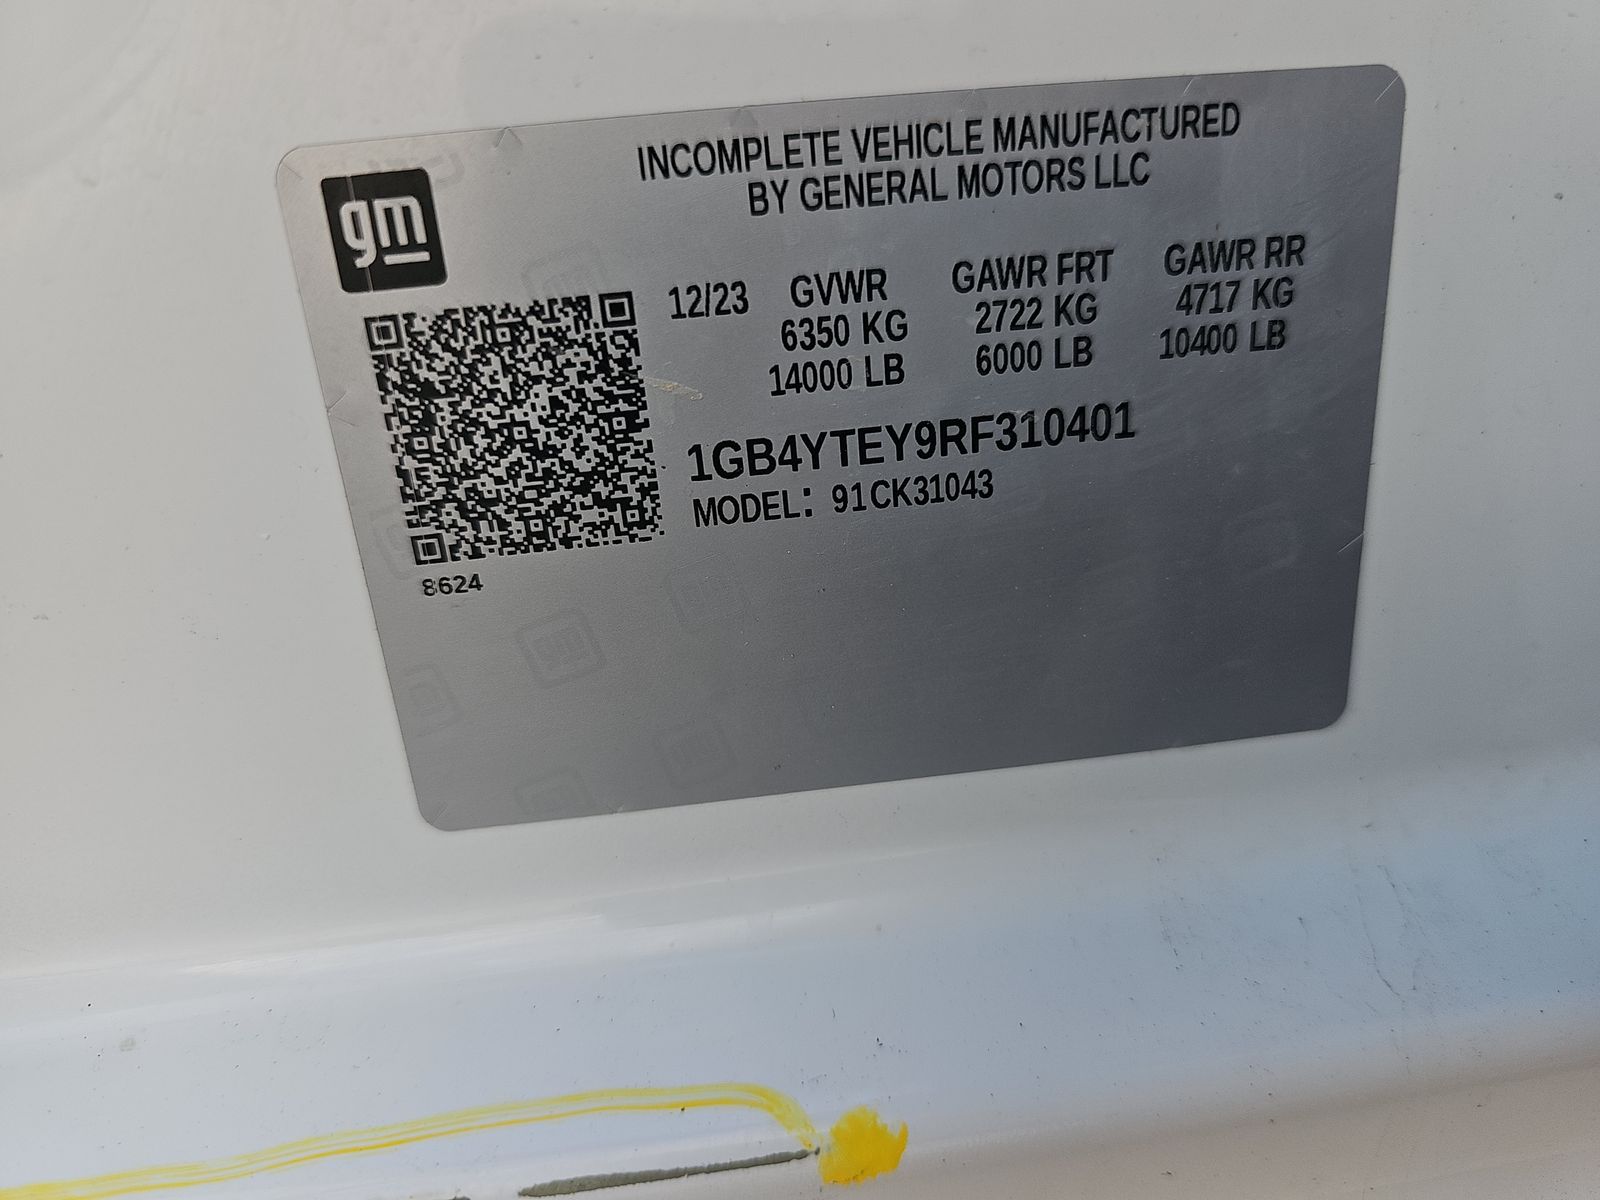 INCOMPLETE VEHICLE MANUFACTURED
BY GENERAL MOTORS LLC
gm
12/23 GVWR GAWR FRT GAWR RR
6350 KG 2722 KG 4717 KG
14000 LB 6000 LB 10400 LB
1GB4YTEY9RF310401
MODEL: 91CK31043
8624